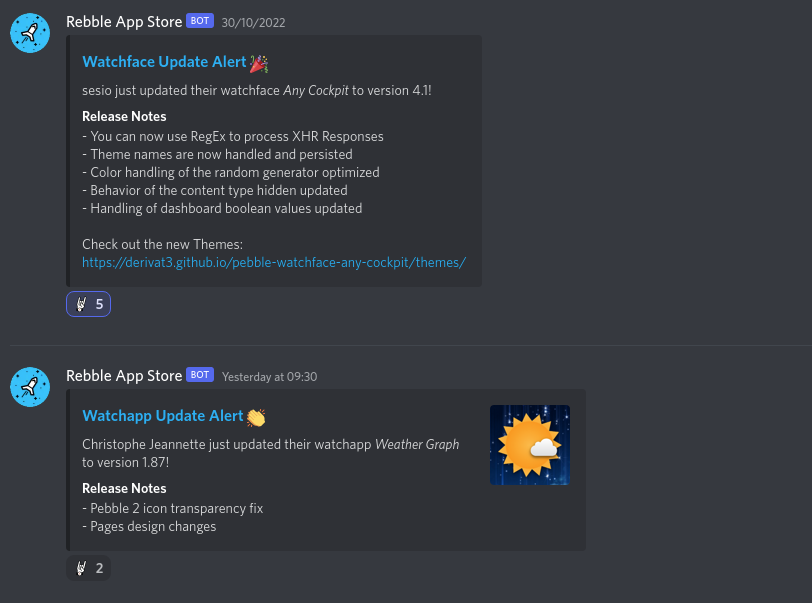 Rebble App Store BOT 30/10/2022
Watchface Update Alert
sesio just updated their watchface Any Cockpit to version 4.1!
Release Notes
- You can now use RegEx to process XHR Responses
- Theme names are now handled and persisted
- Color handling of the random generator optimized
- Behavior of the content type hidden updated
- Handling of dashboard boolean values updated
Check out the new Themes:
https://derivat3.github.io/pebble-watchface-any-cockpit/themes/
5
Rebble App Store BOT Yesterday at 09:30
Watchapp Update Alert
Christophe Jeannette just updated their watchapp Weather Graph
to version 1.87!
Release Notes
- Pebble 2 icon transparency fix
- Pages design changes
2